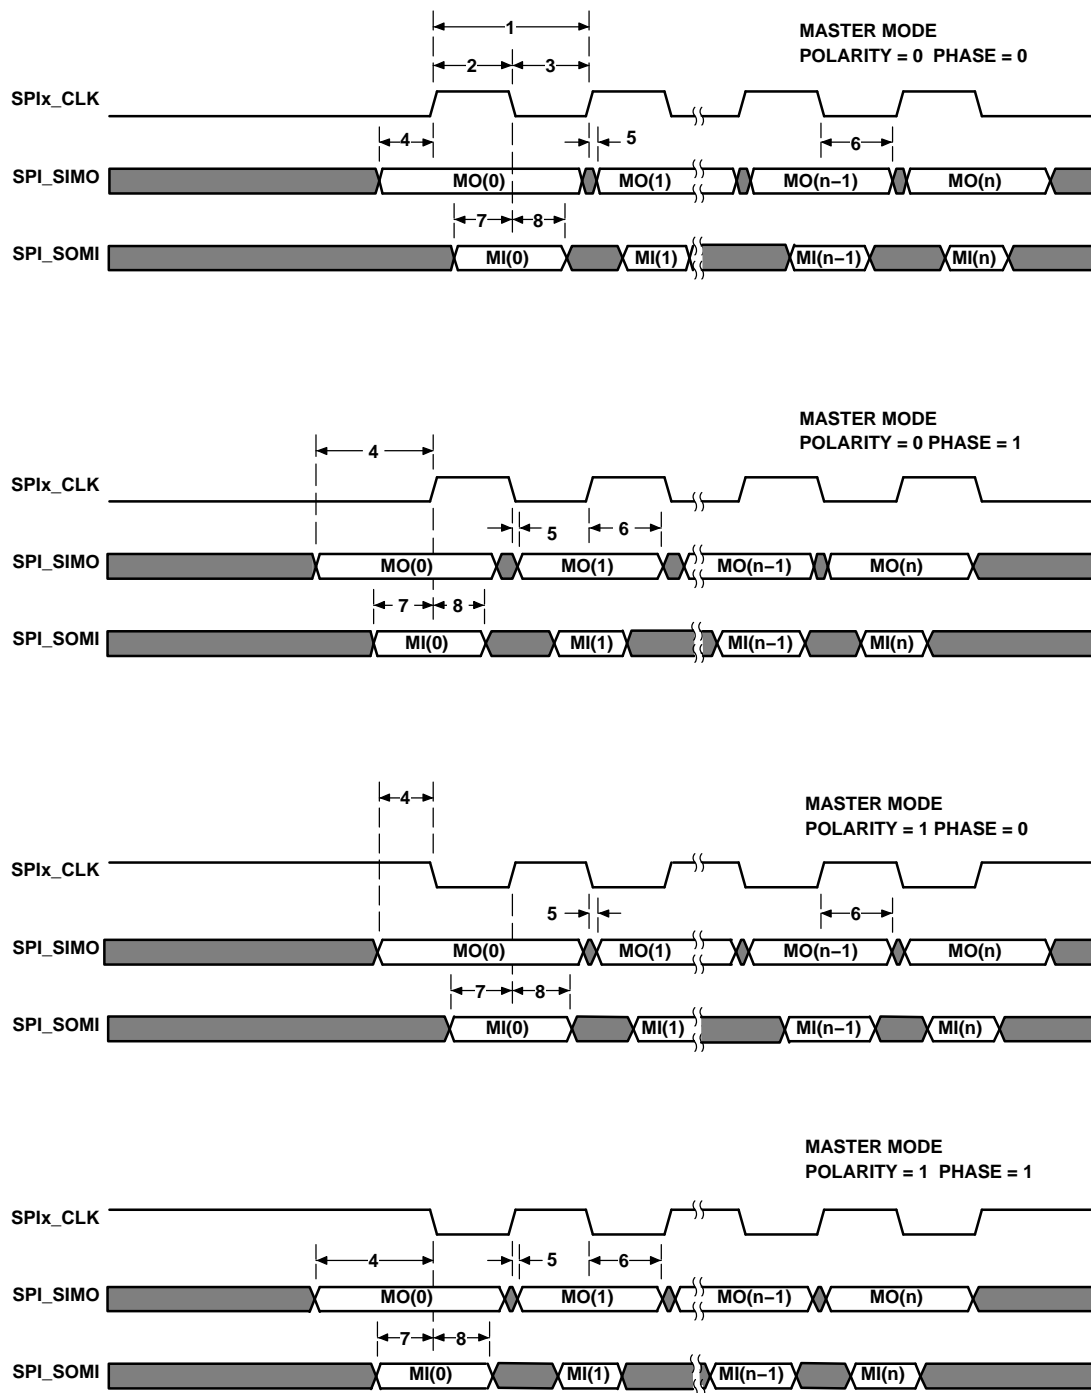 1
MASTER MODE
POLARITY = 0 PHASE = 0
2 3
SPIx_CLK
4 5 6
SPI_SIMO MO(0) MO(1) MO(n−1) MO(n)
7 8
SPI_SOMI MI(0) MI(1) MI(n−1) MI(n)
MASTER MODE
POLARITY = 0 PHASE = 1
4
SPIx_CLK
5 6
SPI_SIMO MO(0) MO(1) MO(n−1) MO(n)
7 8
SPI_SOMI MI(0) MI(1) MI(n−1) MI(n)
4
MASTER MODE
POLARITY = 1 PHASE = 0
SPIx_CLK
5 6
SPI_SIMO MO(0) MO(1) MO(n−1) MO(n)
7 8
SPI_SOMI MI(0) MI(1) MI(n−1) MI(n)
MASTER MODE
POLARITY = 1 PHASE = 1
SPIx_CLK
4 5 6
SPI_SIMO MO(0) MO(1) MO(n−1) MO(n)
7 8
SPI_SOMI MI(0) MI(1) MI(n−1) MI(n)